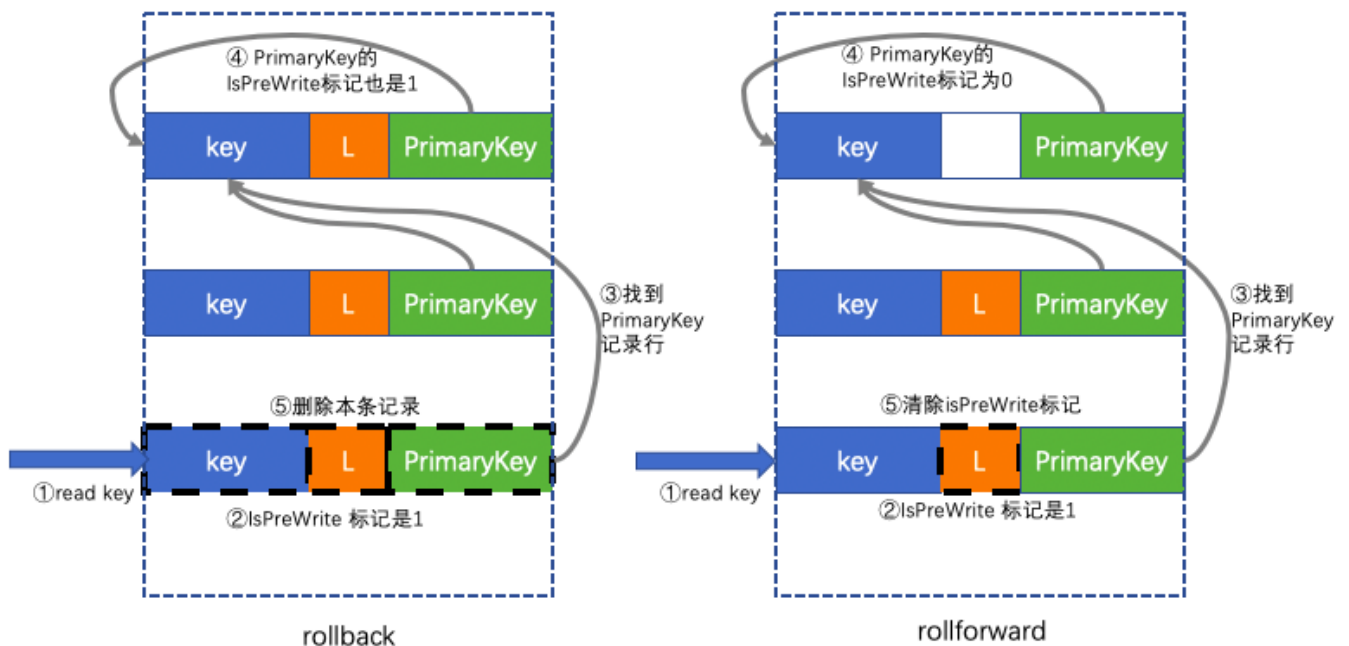 ④ PrimaryKey的
IsPreWrite标记也是1
key L PrimaryKey
key L PrimaryKey
③找到
PrimaryKey
记录行
⑤删除本条记录
key L PrimaryKey
①read key
②IsPreWrite 标记是1
rollback
④ PrimaryKey的
IsPreWrite标记为0
key PrimaryKey
key L PrimaryKey
③找到
PrimaryKey
记录行
⑤清除isPreWrite标记
key L PrimaryKey
①read key
②IsPreWrite 标记是1
rollforward